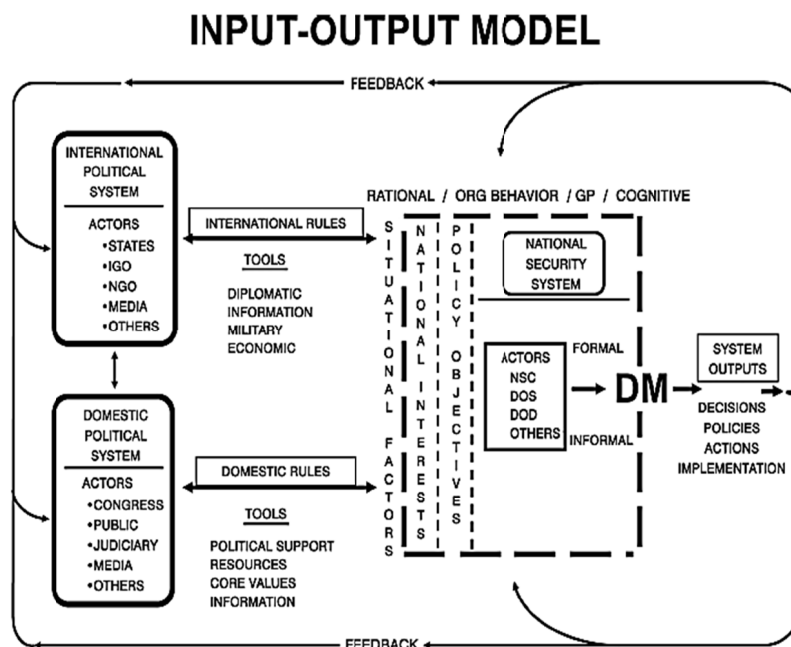 INPUT-OUTPUT MODEL
FEEDBACK
INTERNATIONAL
POLITICAL
SYSTEM
ACTORS
•STATES
•IGO
•NGO
•MEDIA
•OTHERS
INTERNATIONAL RULES
TOOLS
DIPLOMATIC
INFORMATION
MILITARY
ECONOMIC
DOMESTIC
POLITICAL
SYSTEM
ACTORS
•CONGRESS
•PUBLIC
•JUDICIARY
•MEDIA
•OTHERS
DOMESTIC RULES
TOOLS
POLITICAL SUPPORT
RESOURCES
CORE VALUES
INFORMATION
RATIONAL / ORG BEHAVIOR / GP / COGNITIVE
SITUATIONAL FACTORS
NATIONAL INTERESTS
POLICY OBJECTIVES
NATIONAL
SECURITY
SYSTEM
ACTORS
NSC
DOS
DOD
OTHERS
FORMAL
DM
INFORMAL
SYSTEM
OUTPUTS
DECISIONS
POLICIES
ACTIONS
IMPLEMENTATION
FEEDBACK